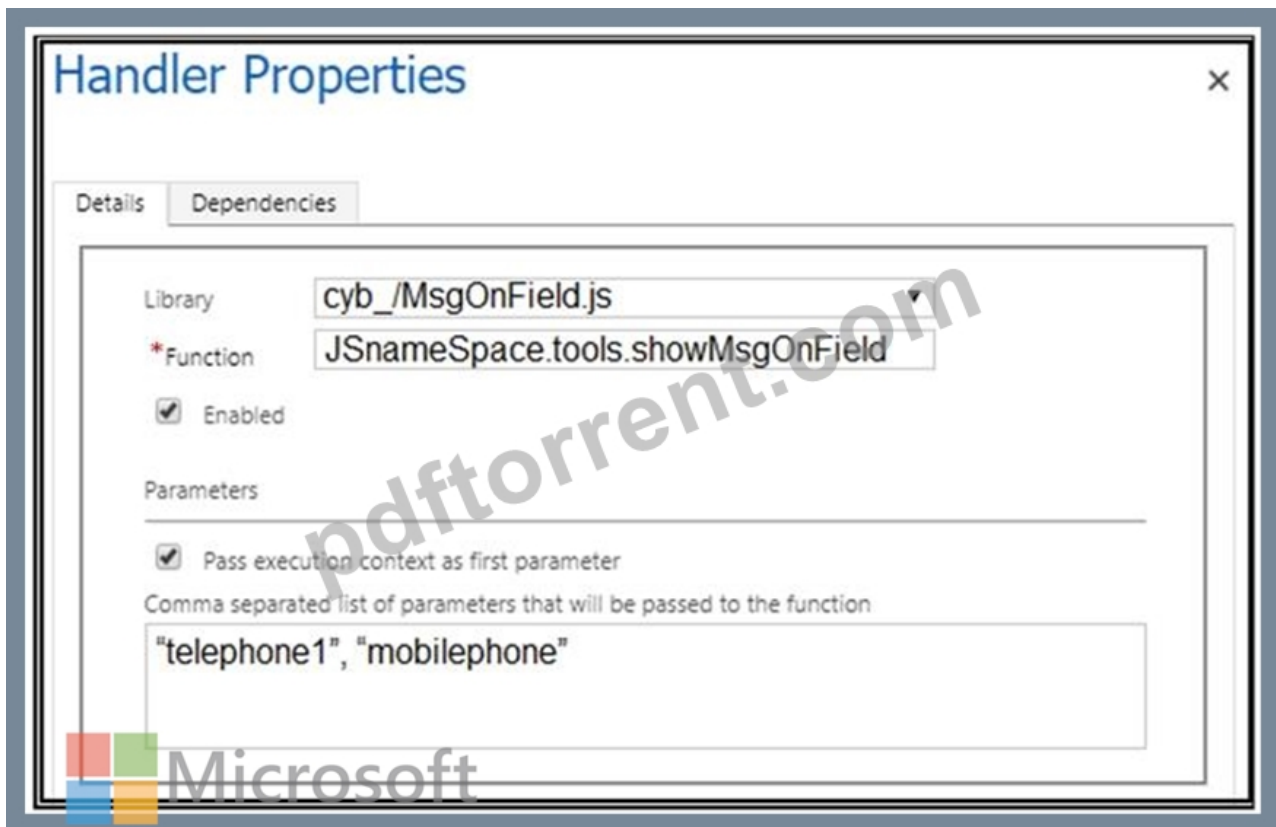 Handler Properties
×
Details Dependencies
Library cyb_/MsgOnField.js
*Function JSnameSpace.tools.showMsgOnField
Enabled
Parameters
Pass execution context as first parameter
Comma separated list of parameters that will be passed to the function
“telephone1”, “mobilephone”
pdftorrent.com
Microsoft